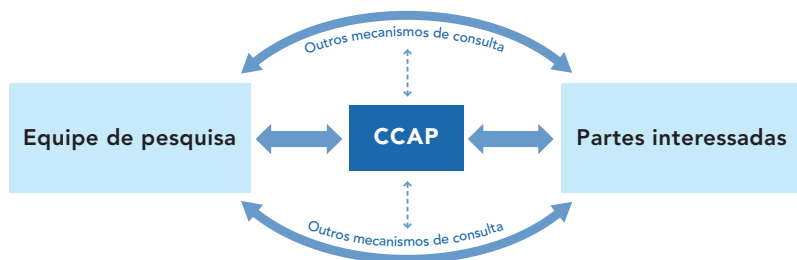 Outros mecanismos de consulta
Equipe de pesquisa
CCAP
Partes interessadas
Outros mecanismos de consulta